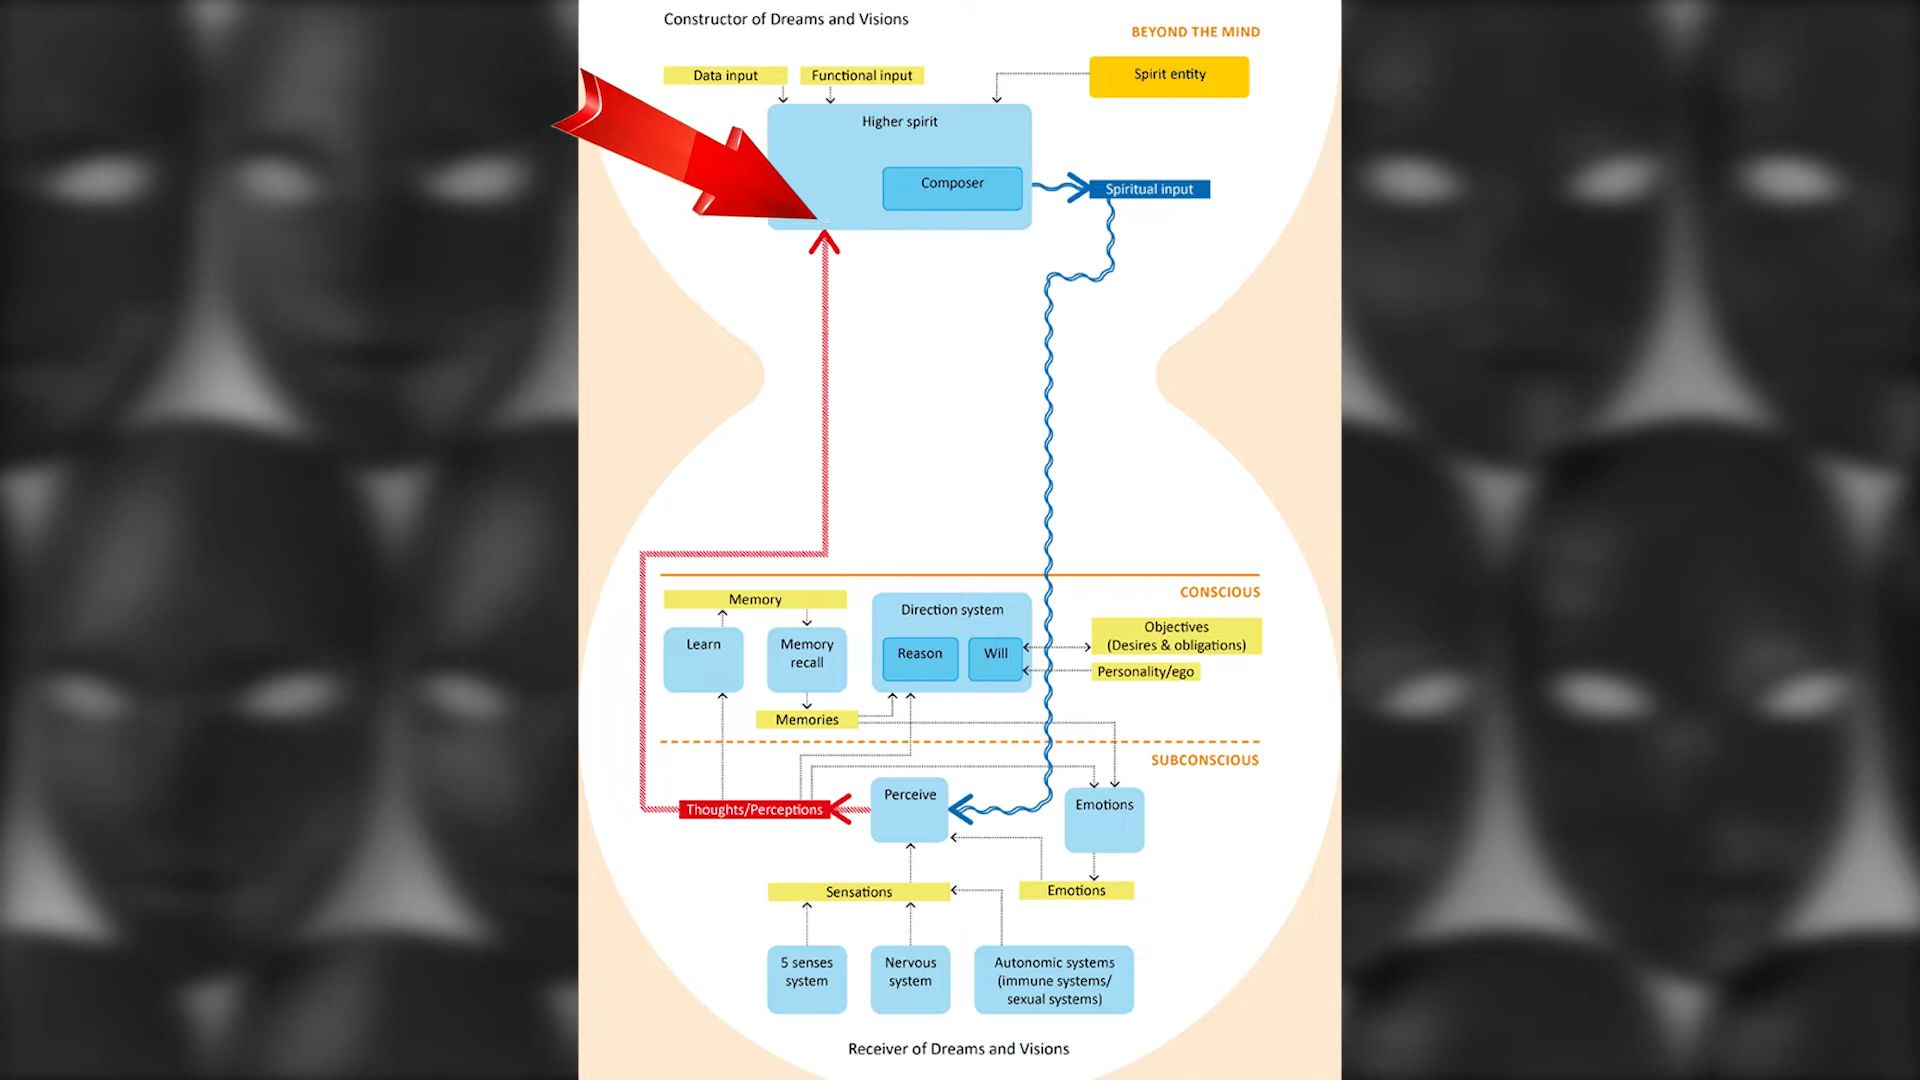 Constructor of Dreams and Visions
BEYOND THE MIND
Data input
Functional input
Spirit entity
Higher spirit
Composer
Spiritual input
CONSCIOUS
Memory
Direction system
Learn
Memory
recall
Reason
Will
Objectives
(Desires & obligations)
Personality/ego
Memories
SUBCONSCIOUS
Thoughts/Perceptions
Perceive
Emotions
Sensations
Emotions
5 senses
system
Nervous
system
Autonomic systems
(immune systems/
sexual systems)
Receiver of Dreams and Visions